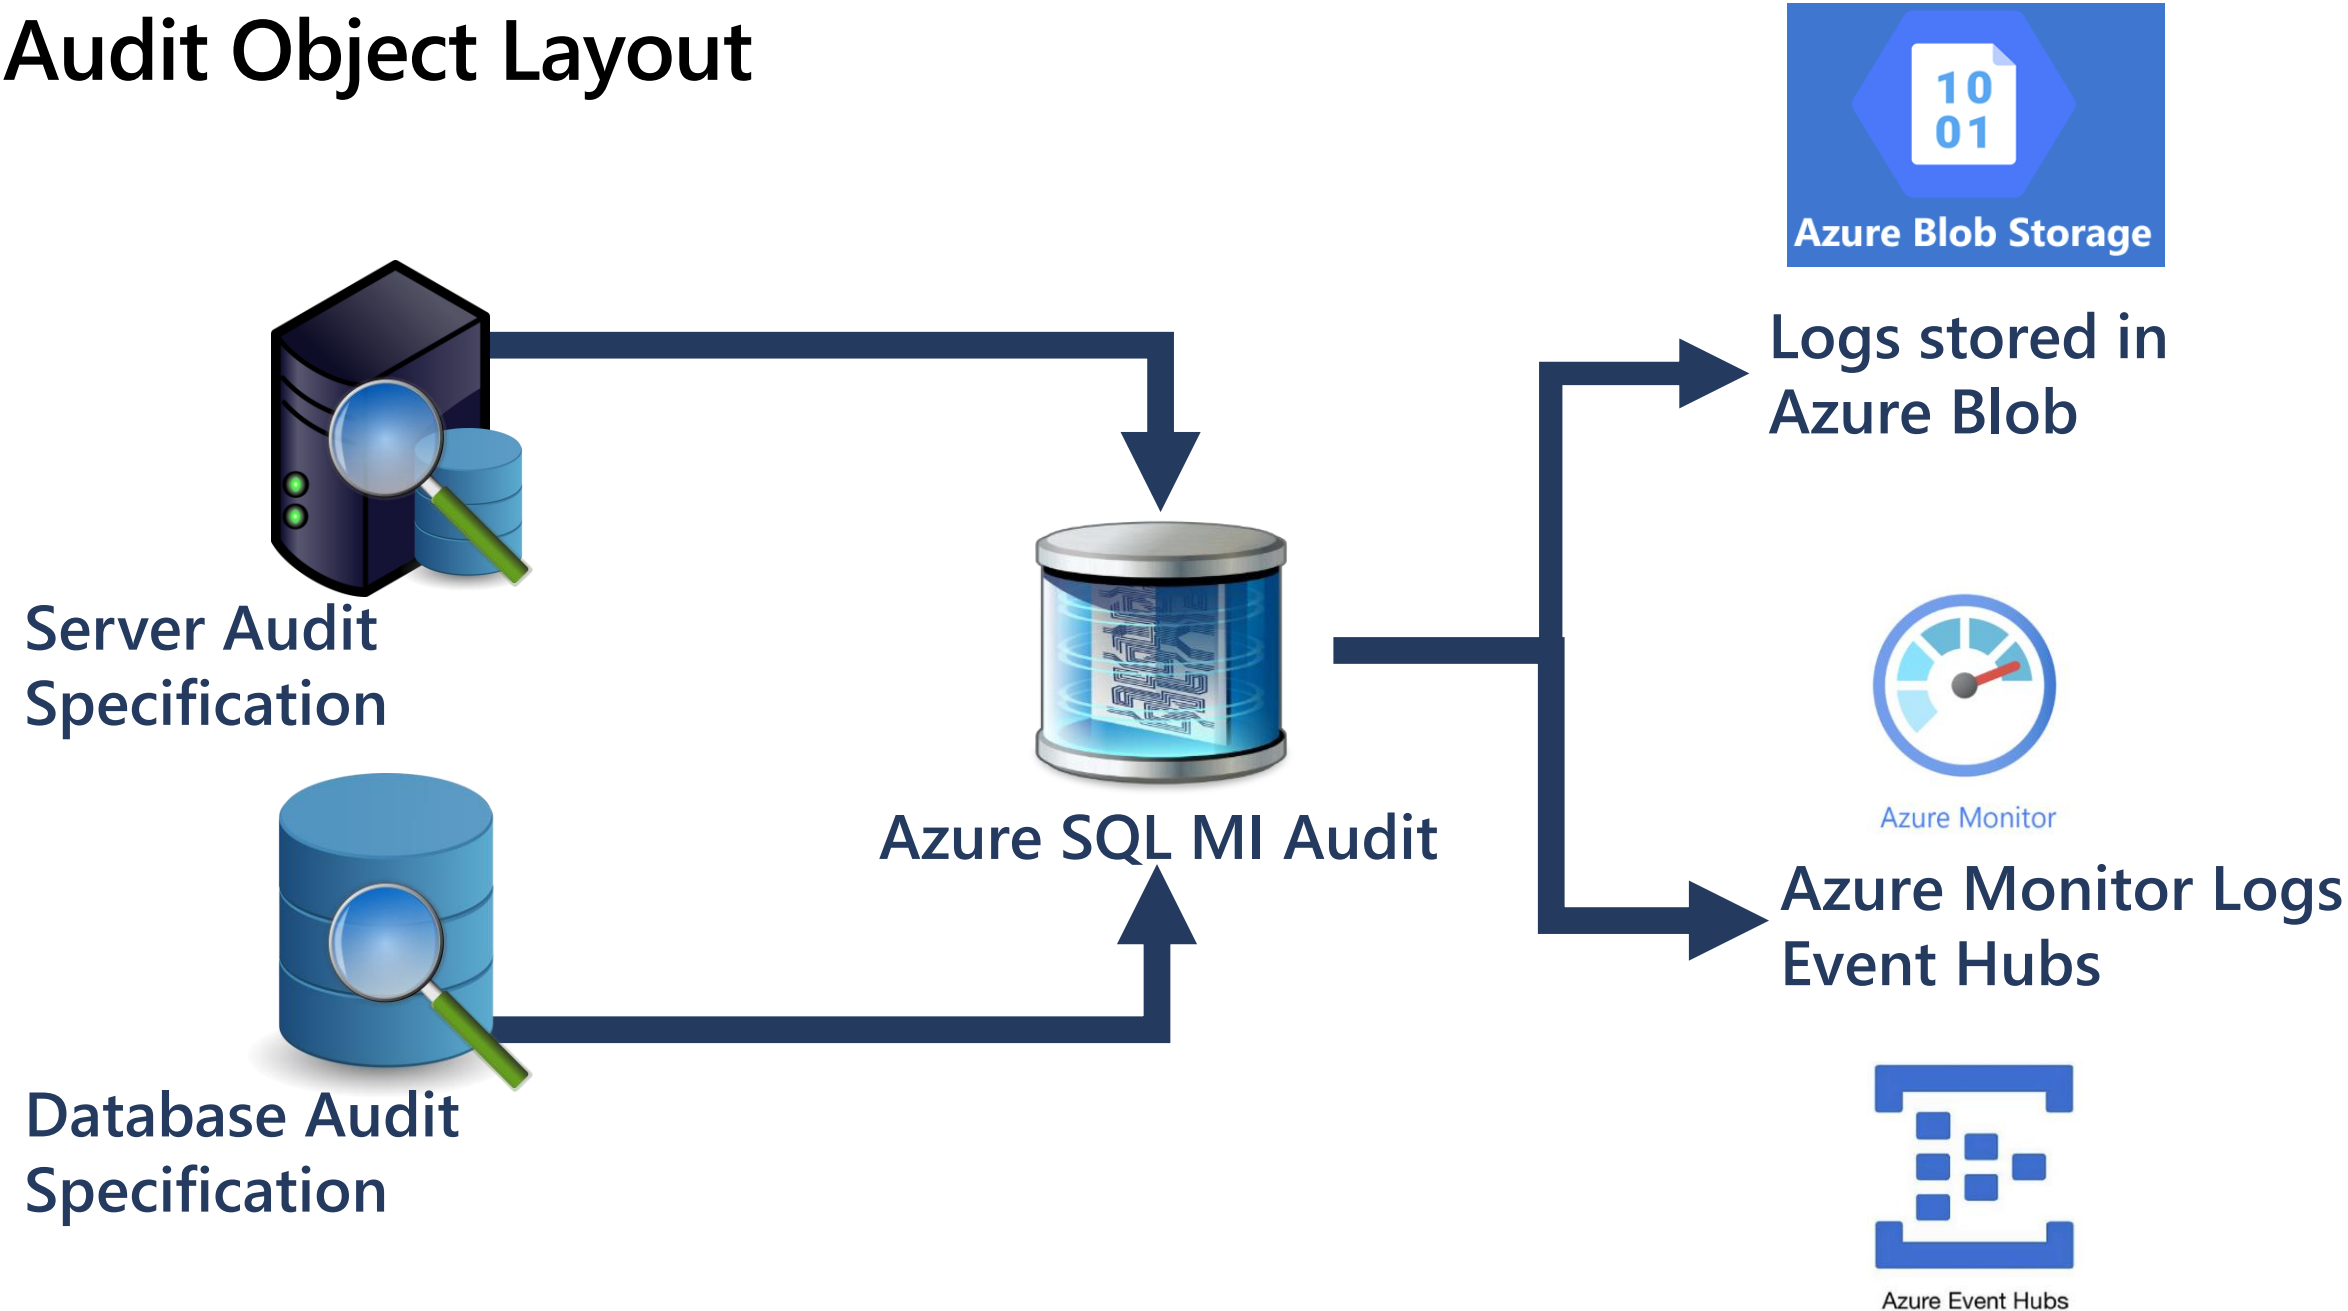 Audit Object Layout
10
01
Azure Blob Storage
Logs stored in
Azure Blob
Server Audit
Specification
Azure SQL MI Audit
Azure Monitor
Azure Monitor Logs
Event Hubs
Database Audit
Specification
Azure Event Hubs